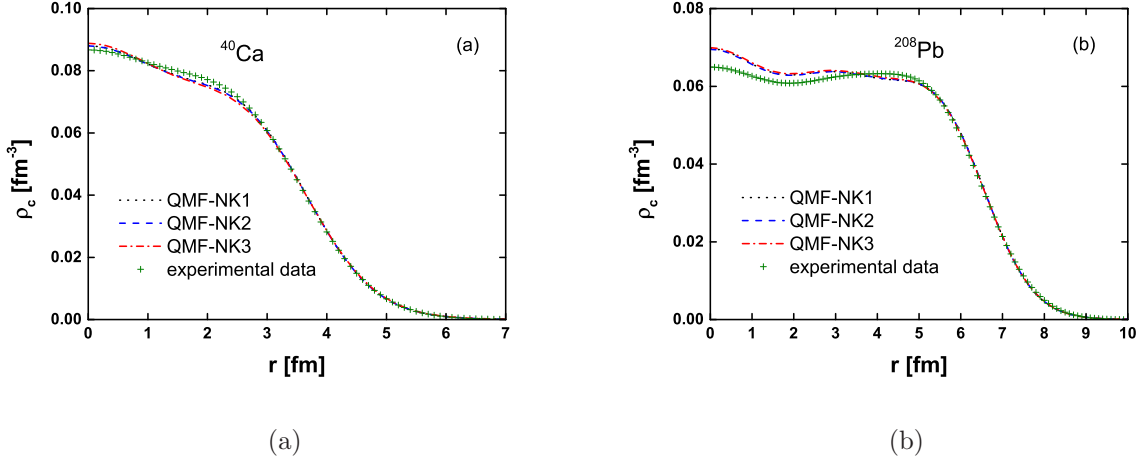 0.10
0.08
0.06
0.04
0.02
0.00
ρc [fm-3]
40Ca
(a)
QMF-NK1
QMF-NK2
QMF-NK3
experimental data
0 1 2 3 4 5 6 7
r [fm]
(a)
0.08
0.06
0.04
0.02
0.00
ρc [fm-3]
208Pb
(b)
QMF-NK1
QMF-NK2
QMF-NK3
experimental data
0 1 2 3 4 5 6 7 8 9 10
r [fm]
(b)